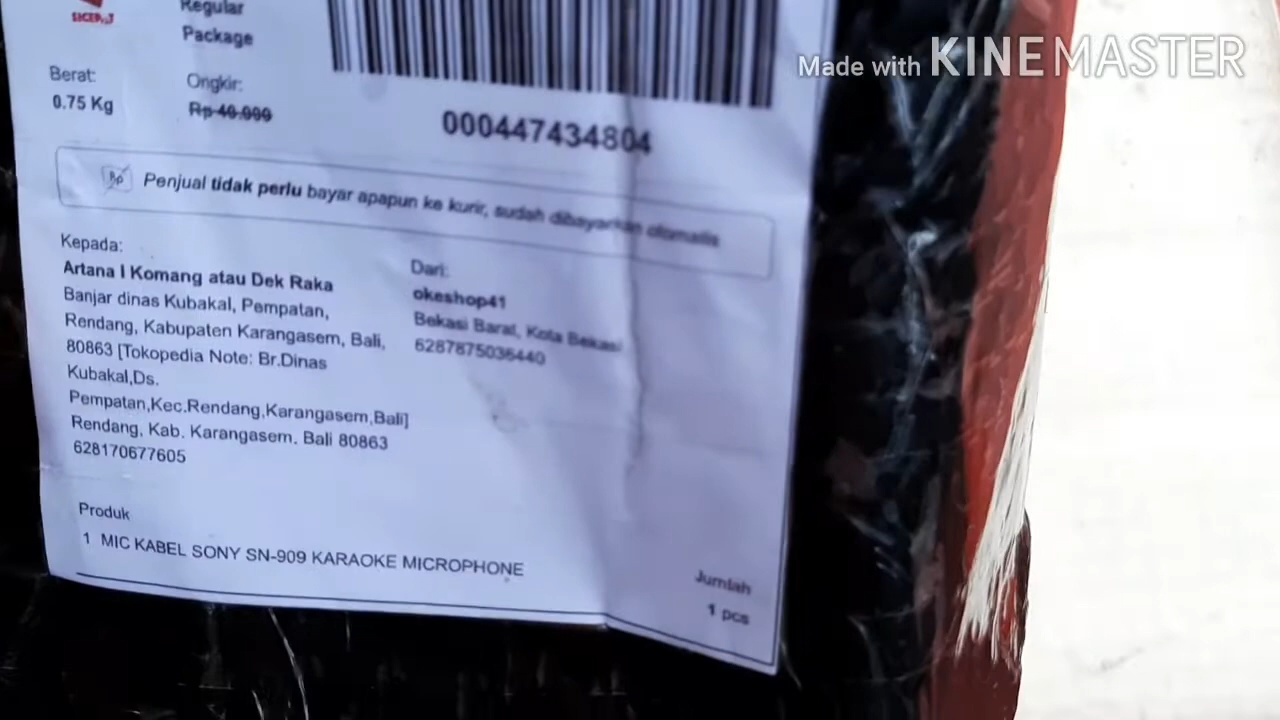 SICEPAT
Regular
Package
Made with KINEMASTER
Berat:
0.75 Kg
Ongkir:
Rp 40.000
000447434804
Rp
Penjual tidak perlu bayar apapun ke kurir, sudah dibayarkan otomatis
Kepada:
Artana I Komang atau Dek Raka
Banjar dinas Kubakal, Pempatan,
Rendang, Kabupaten Karangasem, Bali,
80863 [Tokopedia Note: Br.Dinas
Kubakal,Ds.
Pempatan,Kec.Rendang,Karangasem,Bali]
Rendang, Kab. Karangasem, Bali 80863
628170677605
Dari:
okeshop41
Bekasi Barat, Kota Bekasi
6287875036440
Produk
1 MIC KABEL SONY SN-909 KARAOKE MICROPHONE
Jumlah
1 pcs